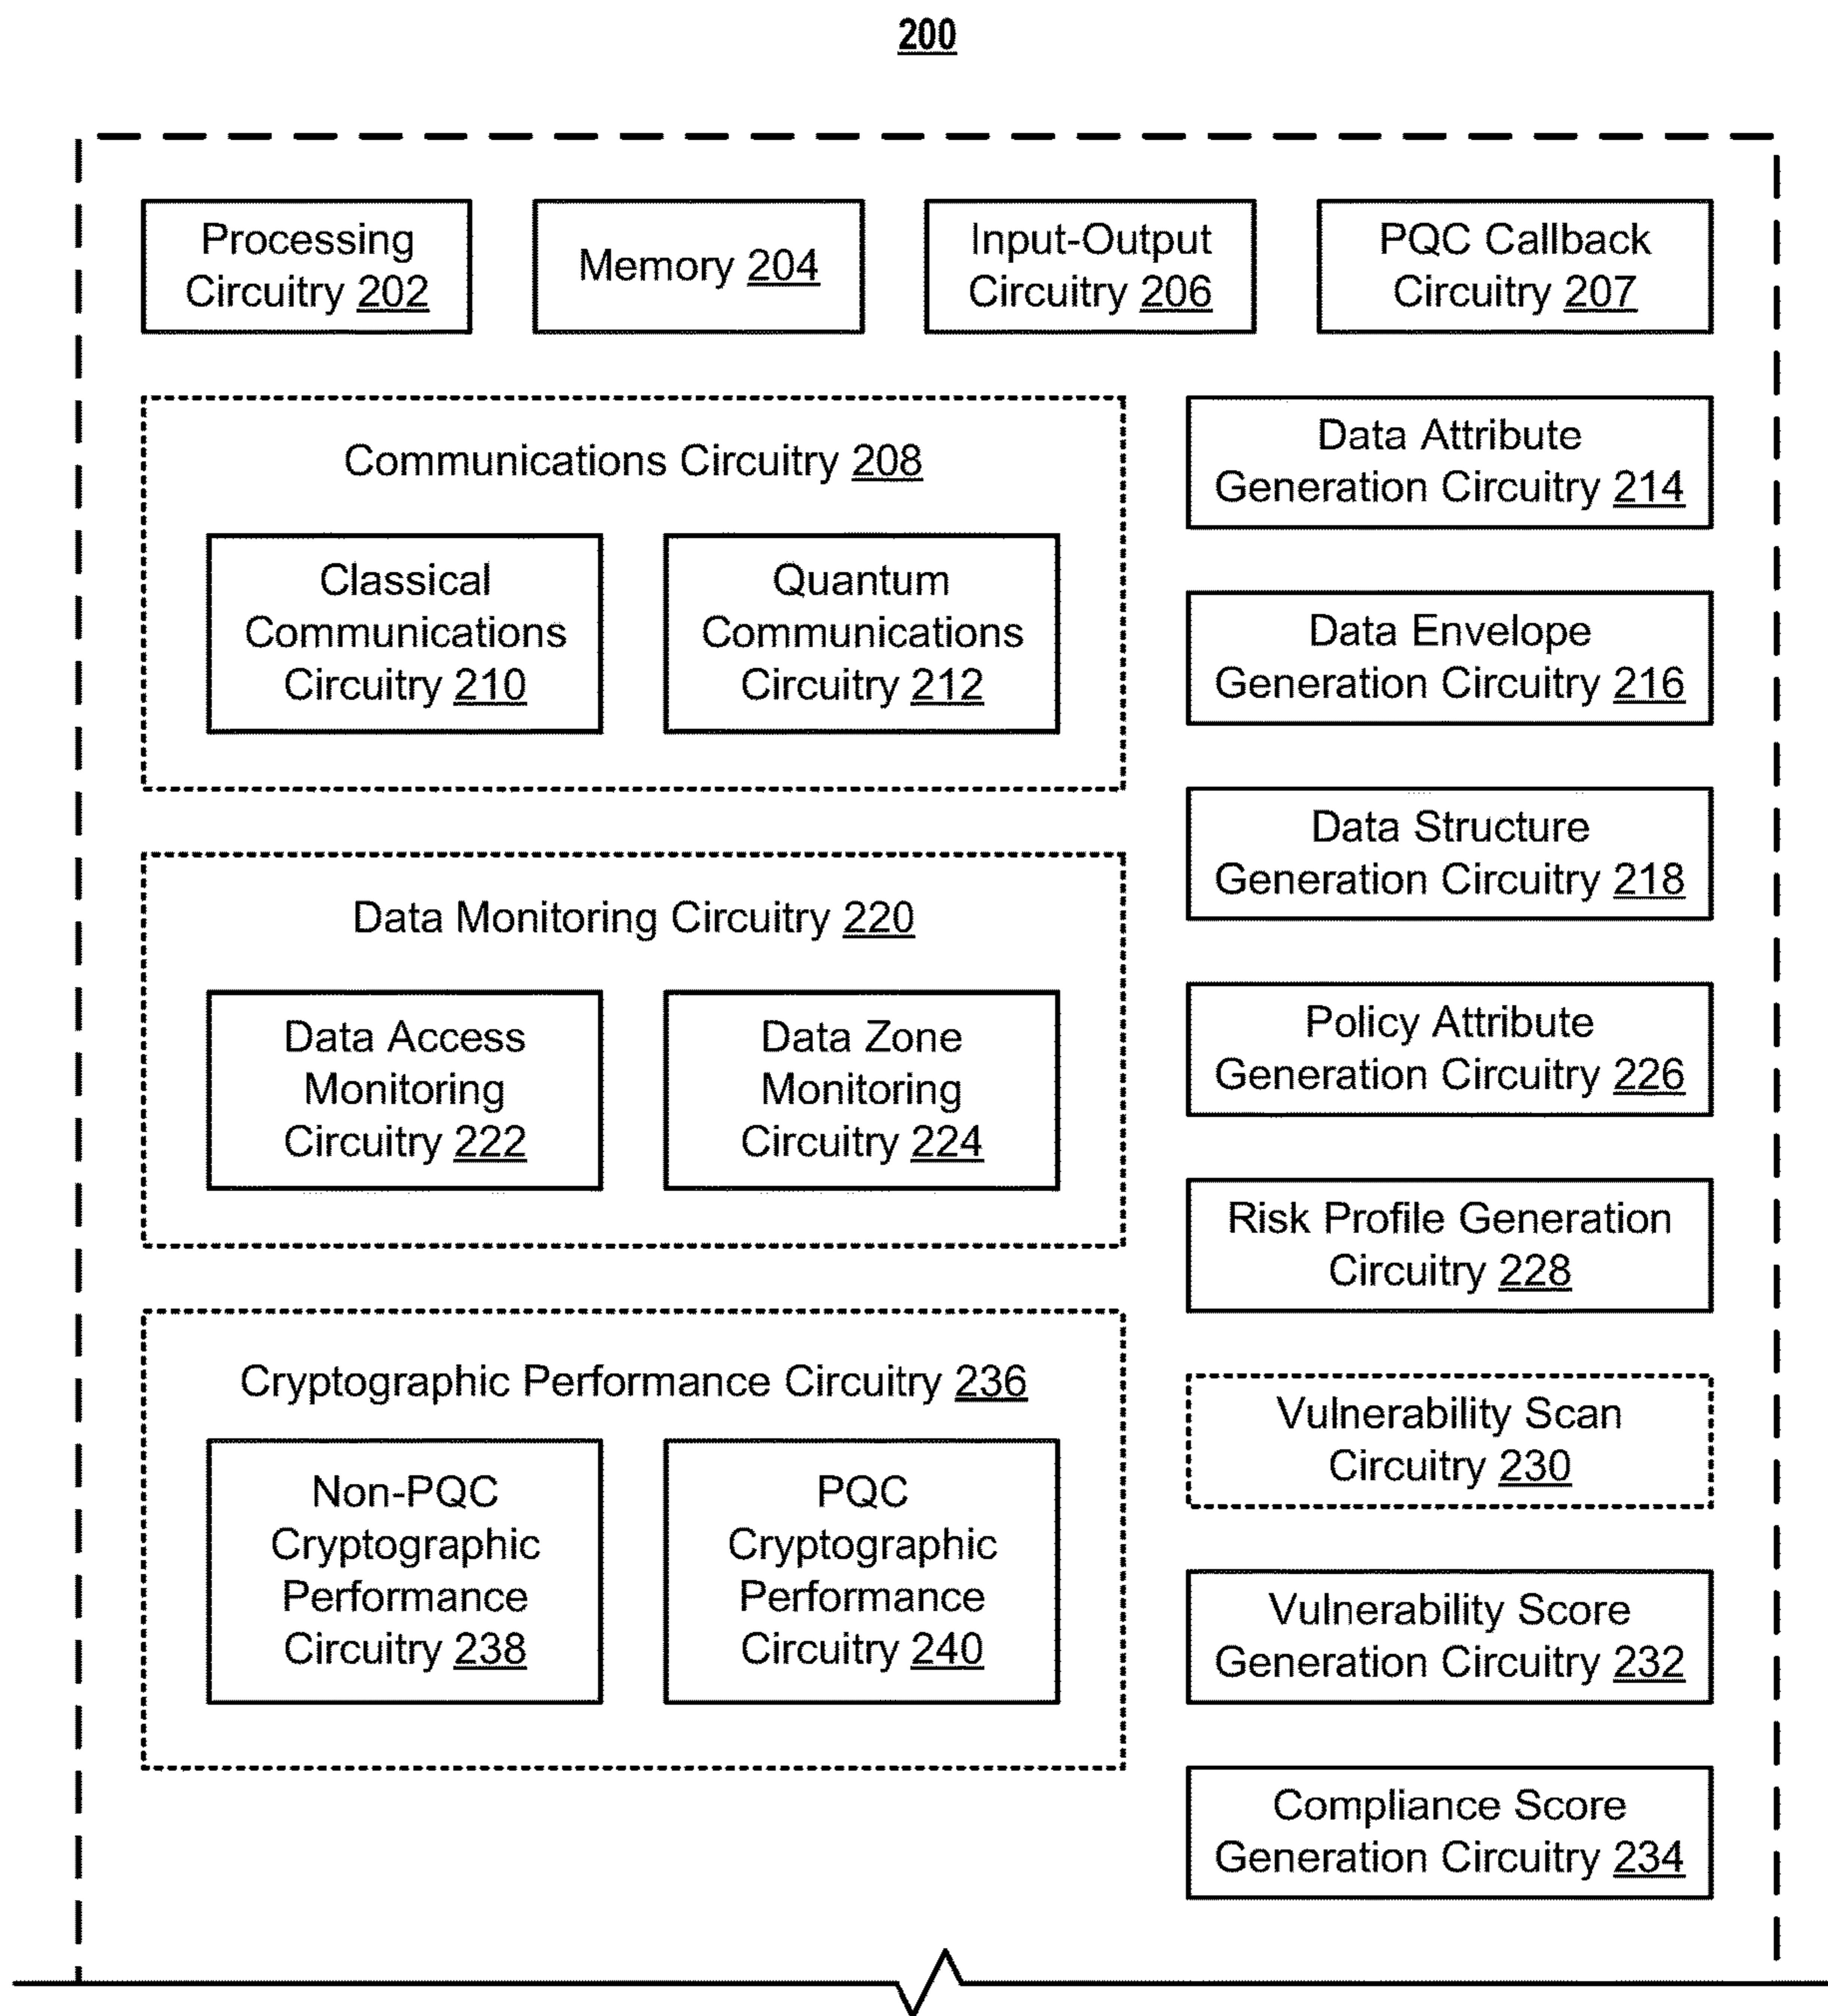 200
Processing
Circuitry 202
Memory 204
Input-Output
Circuitry 206
PQC Callback
Circuitry 207
Communications Circuitry 208
Classical
Communications
Circuitry 210
Quantum
Communications
Circuitry 212
Data Monitoring Circuitry 220
Data Access
Monitoring
Circuitry 222
Data Zone
Monitoring
Circuitry 224
Cryptographic Performance Circuitry 236
Non-PQC
Cryptographic
Performance
Circuitry 238
PQC
Cryptographic
Performance
Circuitry 240
Data Attribute
Generation Circuitry 214
Data Envelope
Generation Circuitry 216
Data Structure
Generation Circuitry 218
Policy Attribute
Generation Circuitry 226
Risk Profile Generation
Circuitry 228
Vulnerability Scan
Circuitry 230
Vulnerability Score
Generation Circuitry 232
Compliance Score
Generation Circuitry 234